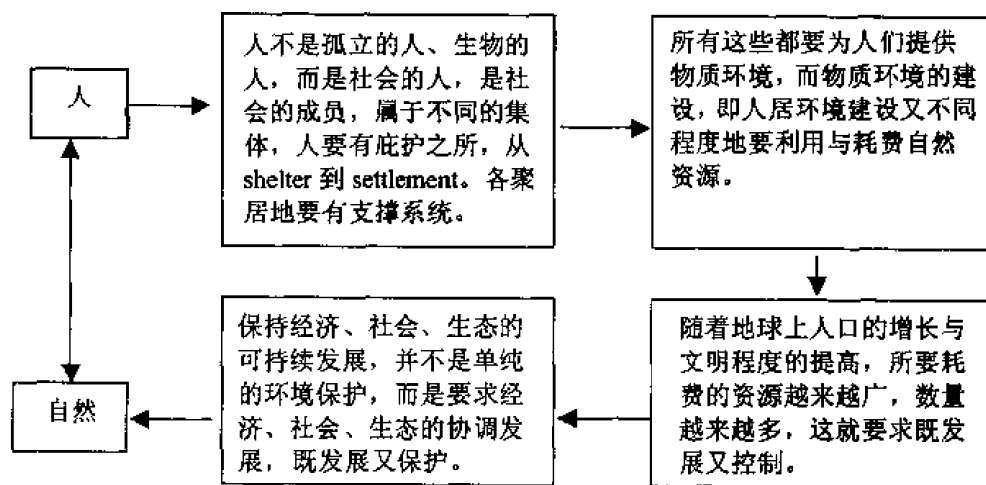 人
人不是孤立的人、生物的
人，而是社会的人，是社
会的成员，属于不同的集
体，人要有庇护之所，从
shelter 到 settlement。各聚
居地要有支撑系统。
所有这些都要为人们提供
物质环境，而物质环境的建
设，即人居环境建设又不同
程度地要利用与耗费自然
资源。
随着地球上人口的增长与
文明程度的提高，所要耗
费的资源越来越广，数量
越来越多，这就要求既发
展又控制。
保持经济、社会、生态的
可持续发展，并不是单纯
的环境保护，而是要求经
济、社会、生态的协调发
展，既发展又保护。
自然